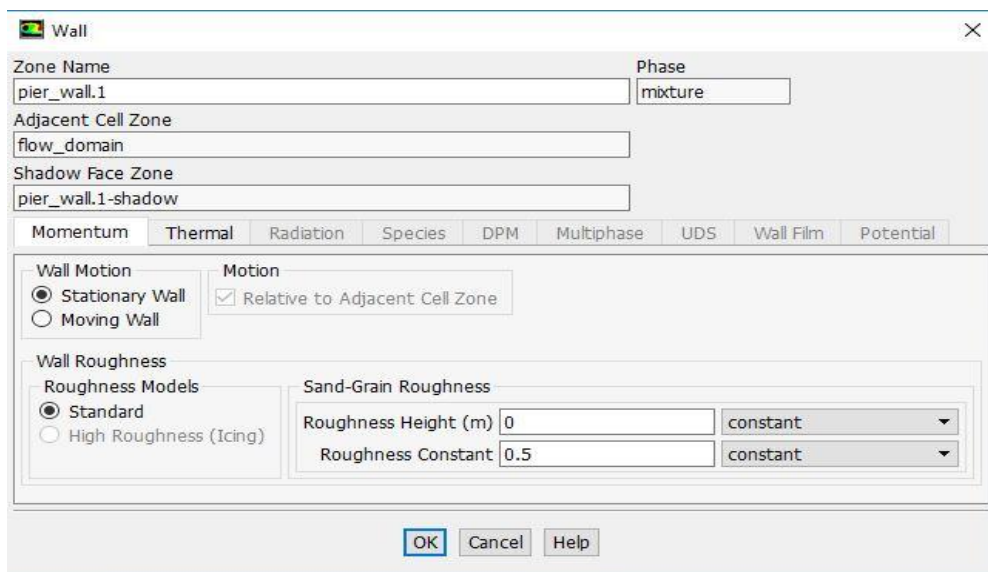 Wall
Zone Name Phase
pier_wall.1 mixture
Adjacent Cell Zone
flow_domain
Shadow Face Zone
pier_wall.1-shadow
Momentum Thermal Radiation Species DPM Multiphase UDS Wall Film Potential
Wall Motion Motion
Stationary Wall Relative to Adjacent Cell Zone
Moving Wall
Wall Roughness
Roughness Models Sand-Grain Roughness
Standard Roughness Height (m) 0 constant
High Roughness (Icing) Roughness Constant 0.5 constant
OK Cancel Help